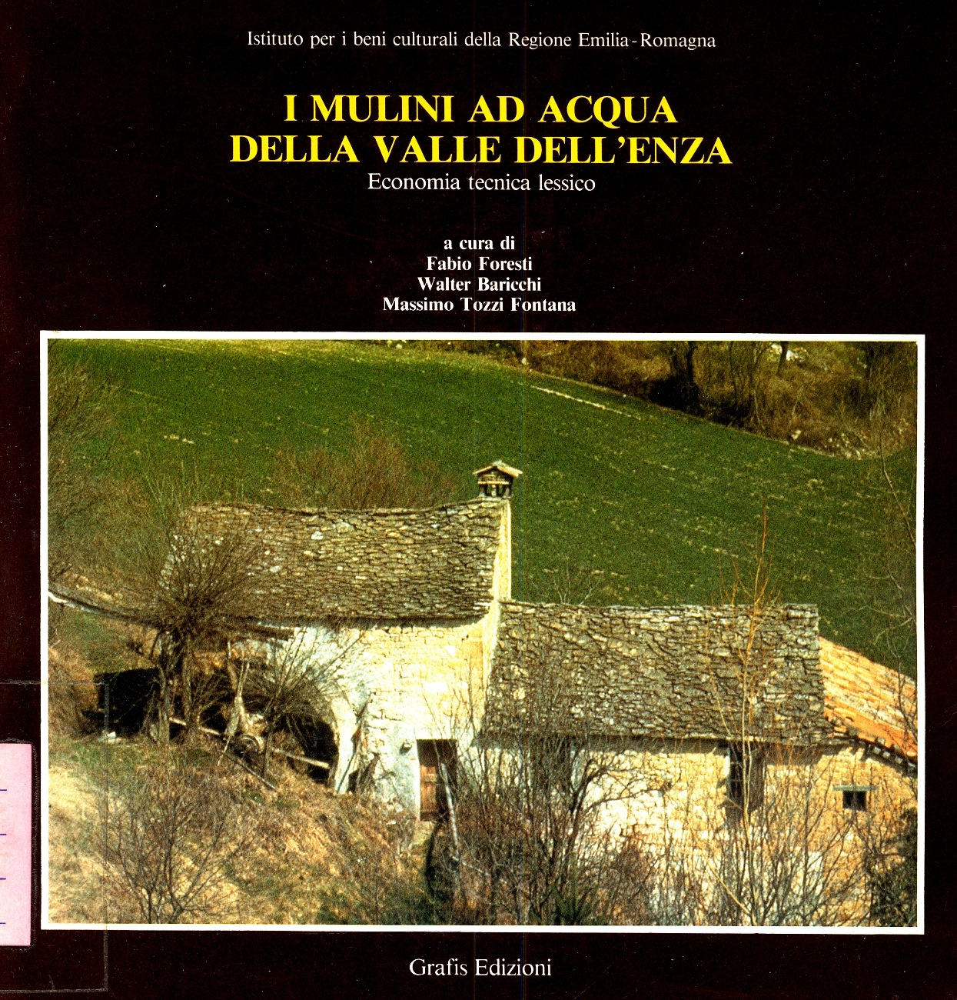 Istituto per i beni culturali della Regione Emilia-Romagna
I MULINI AD ACQUA
DELLA VALLE DELL'ENZA
Economia tecnica lessico
a cura di
Fabio Foresti
Walter Baricchi
Massimo Tozzi Fontana
Grafis Edizioni